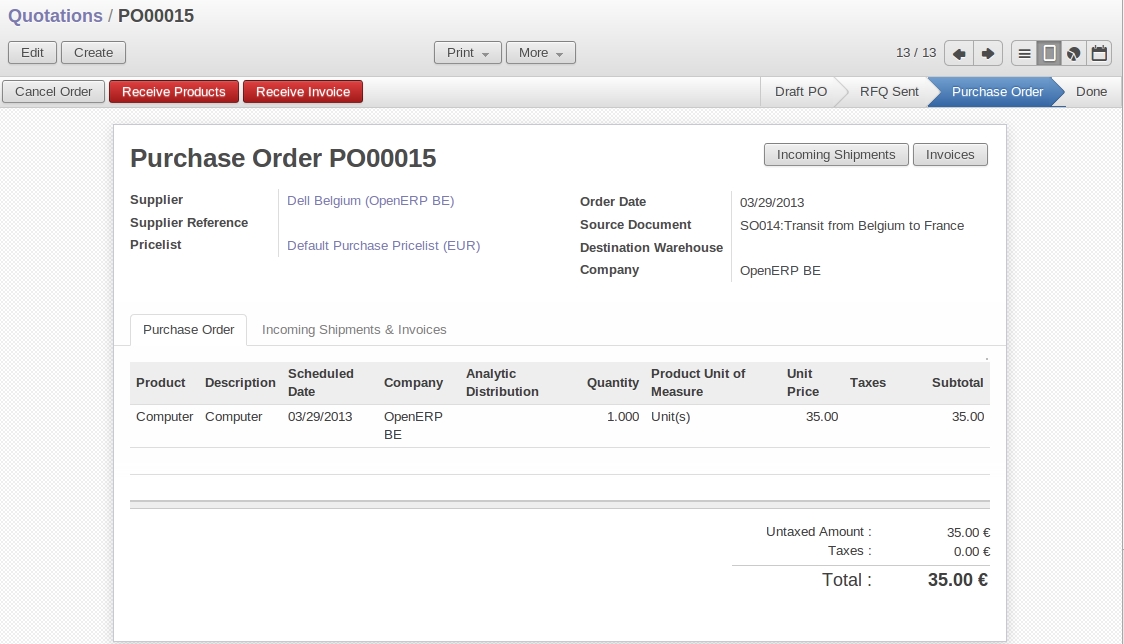 Quotations / PO00015
Edit Create Print More 13 / 13
Cancel Order Receive Products Receive Invoice Draft PO RFQ Sent Purchase Order Done
Purchase Order PO00015 Incoming Shipments Invoices
Supplier Dell Belgium (OpenERP BE)
Supplier Reference
Pricelist Default Purchase Pricelist (EUR)
Order Date 03/29/2013
Source Document SO014:Transit from Belgium to France
Destination Warehouse
Company OpenERP BE
Purchase Order Incoming Shipments & Invoices
Product Description Scheduled Date Company Analytic Distribution Quantity Product Unit of Measure Unit Price Taxes Subtotal
Computer Computer 03/29/2013 OpenERP BE 1.000 Unit(s) 35.00 35.00
Untaxed Amount : 35.00 €
Taxes : 0.00 €
Total : 35.00 €